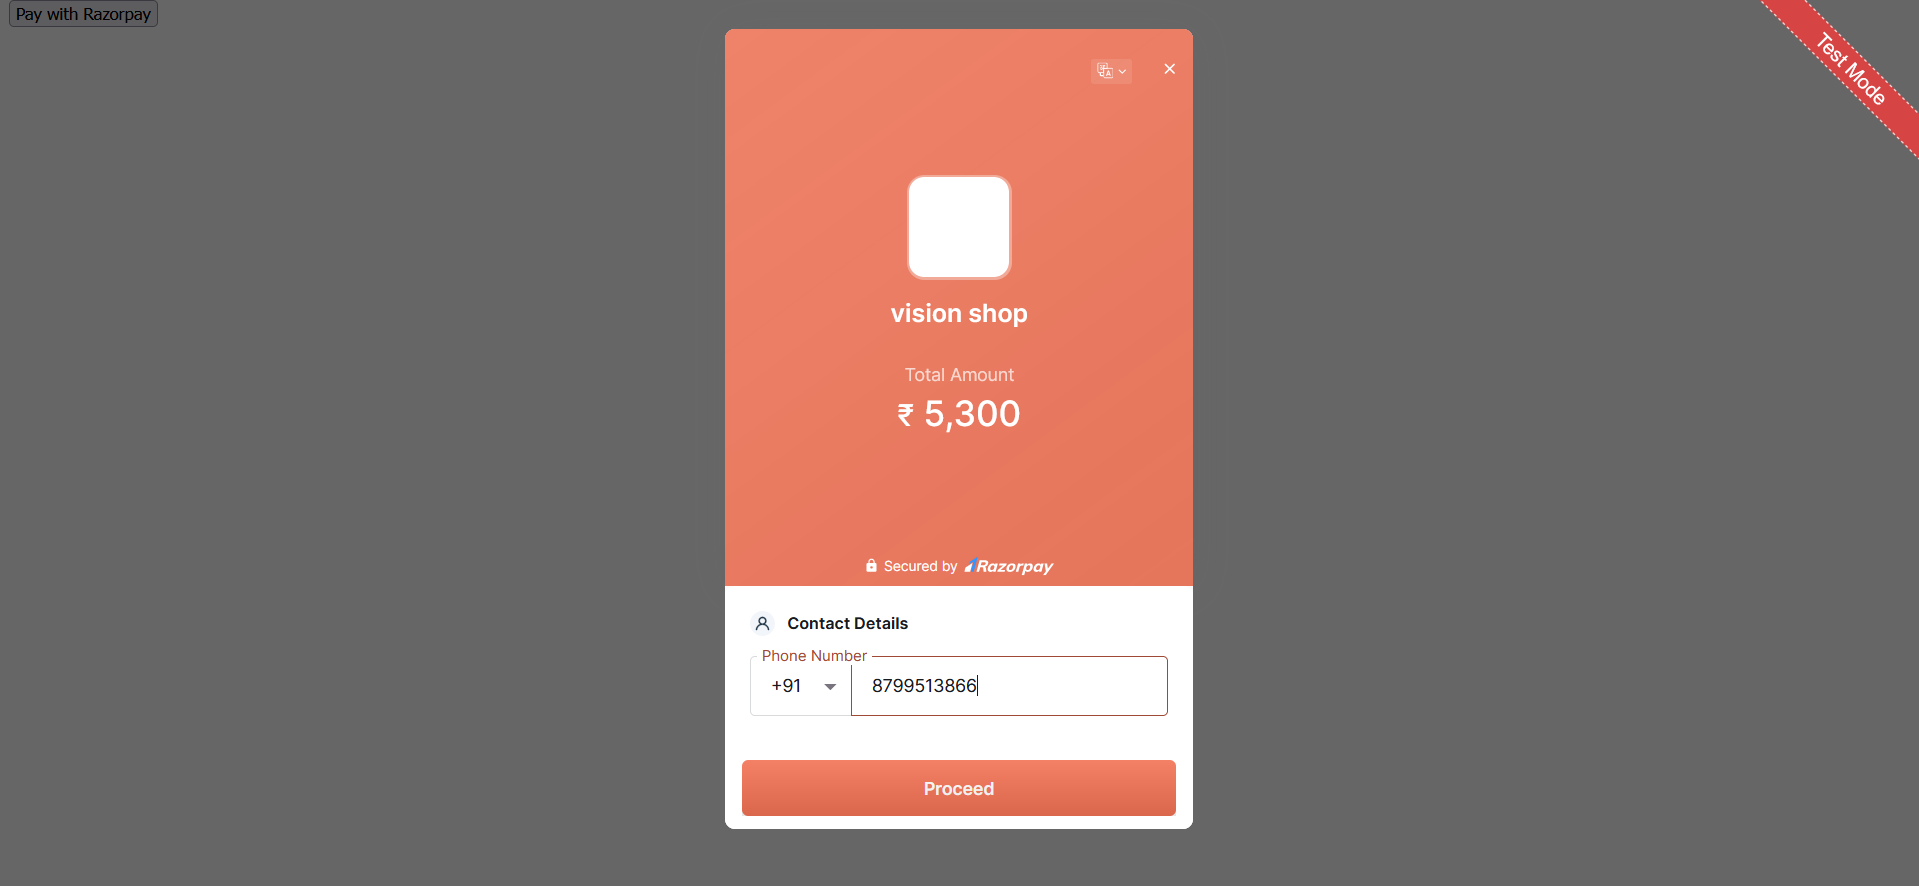 Pay with Razorpay
Test Mode
vision shop
Total Amount
₹ 5,300
Secured by Razorpay
Contact Details
Phone Number
+91 8799513866
Proceed